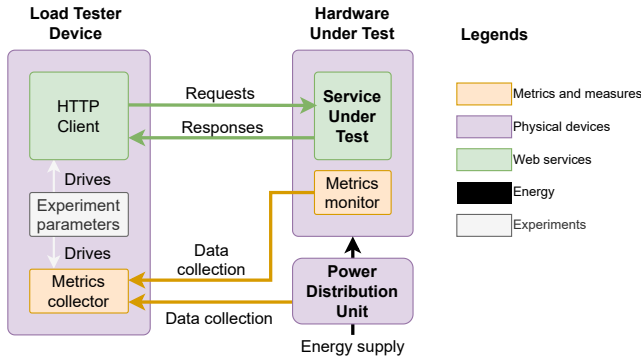 Load Tester
Device
Hardware
Under Test
Legends
HTTP
Client
Requests
Responses
Service
Under
Test
Drives
Experiment
parameters
Drives
Metrics
monitor
Data
collection
Metrics
collector
Data collection
Power
Distribution
Unit
Energy supply
Metrics and measures
Physical devices
Web services
Energy
Experiments